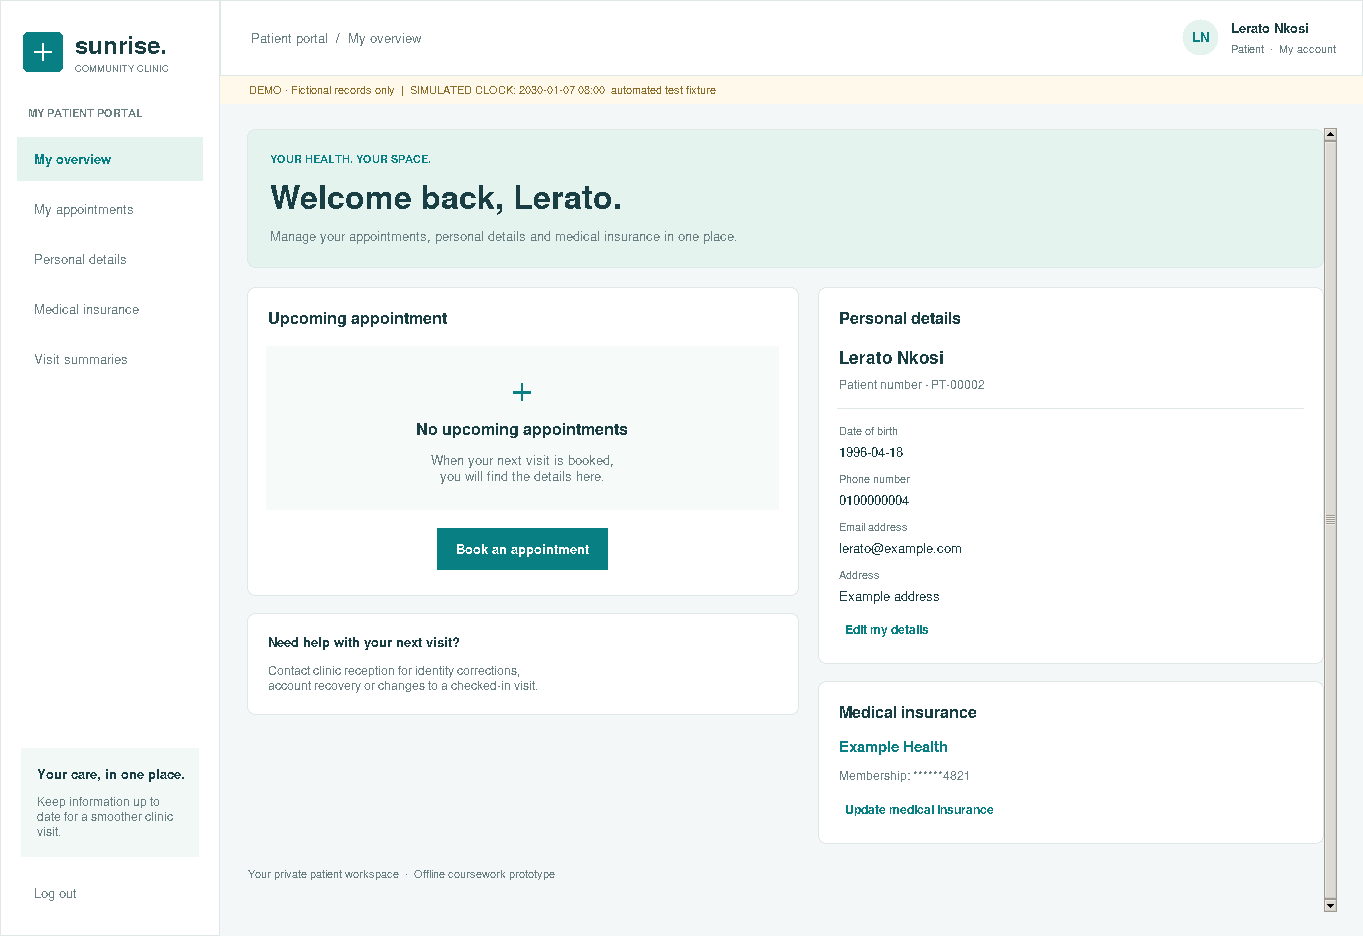 sunrise.
COMMUNITY CLINIC
MY PATIENT PORTAL
My overview
My appointments
Personal details
Medical insurance
Visit summaries
Your care, in one place.
Keep information up to
date for a smoother clinic
visit.
Log out
Patient portal / My overview
LN
Lerato Nkosi
Patient · My account
DEMO · Fictional records only | SIMULATED CLOCK: 2030-01-07 08:00 automated test fixture
YOUR HEALTH. YOUR SPACE.
Welcome back, Lerato.
Manage your appointments, personal details and medical insurance in one place.
Upcoming appointment
No upcoming appointments
When your next visit is booked,
you will find the details here.
Book an appointment
Need help with your next visit?
Contact clinic reception for identity corrections,
account recovery or changes to a checked-in visit.
Personal details
Lerato Nkosi
Patient number · PT-00002
Date of birth
1996-04-18
Phone number
0100000004
Email address
lerato@example.com
Address
Example address
Edit my details
Medical insurance
Example Health
Membership: ******4821
Update medical insurance
Your private patient workspace · Offline coursework prototype